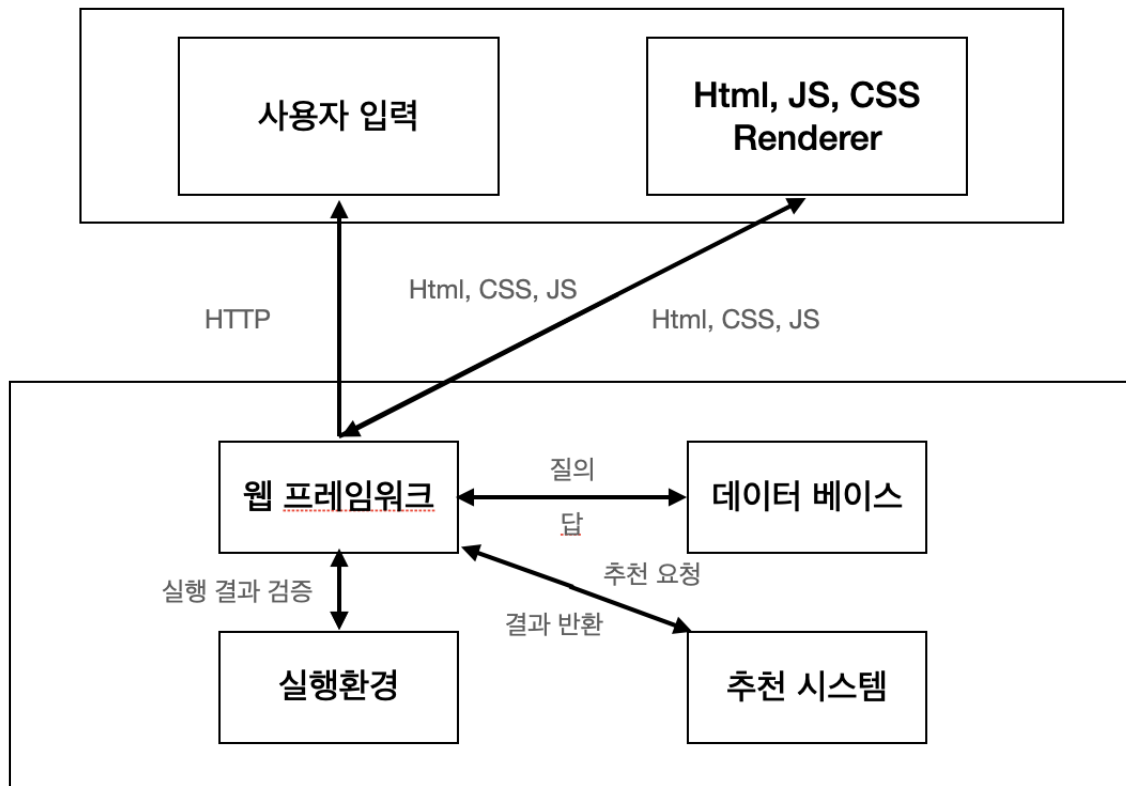 사용자 입력
Html, JS, CSS
Renderer
Html, CSS, JS
HTTP
Html, CSS, JS
웹 프레임워크
질의
답
데이터 베이스
실행 결과 검증
추천 요청
결과 반환
실행환경
추천 시스템